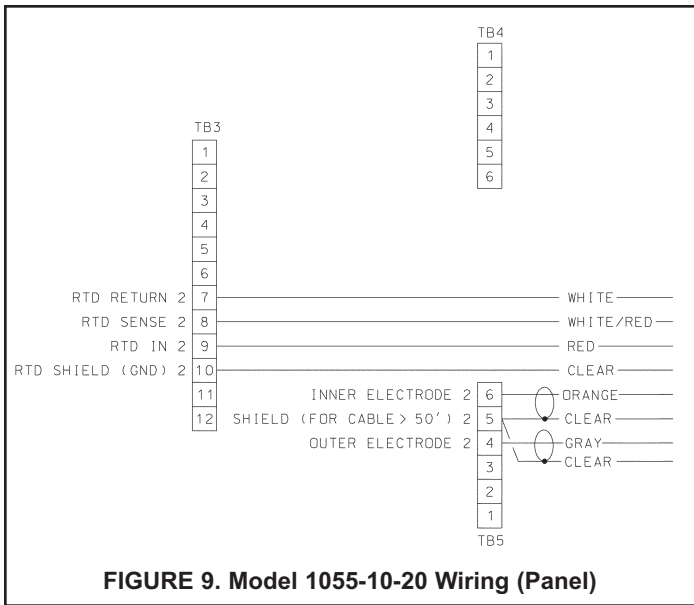 TB4
1
2
3
4
5
6
TB3
1
2
3
4
5
6
RTD RETURN 2 7 WHITE
RTD SENSE 2 8 WHITE/RED
RTD IN 2 9 RED
RTD SHIELD (GND) 2 10 CLEAR
11 INNER ELECTRODE 2 6 ORANGE
12 SHIELD (FOR CABLE > 50') 2 5 CLEAR
OUTER ELECTRODE 2 4 GRAY
3 CLEAR
2
1
TB5
FIGURE 9. Model 1055-10-20 Wiring (Panel)